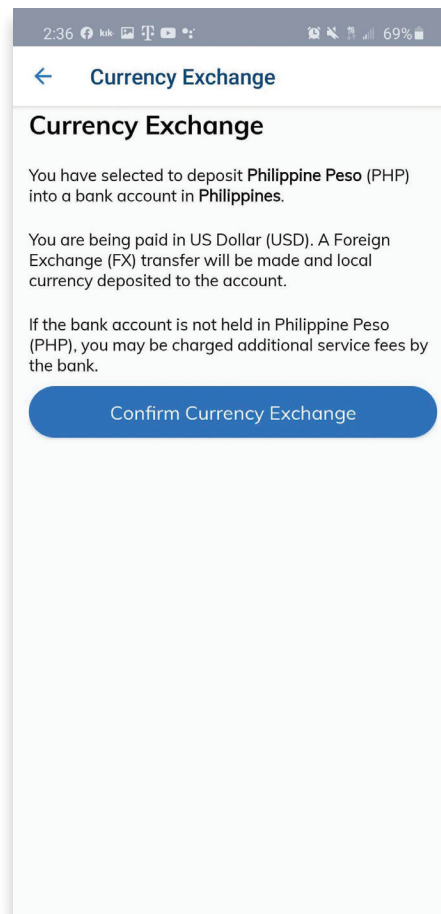 2:36 kik 69%
Currency Exchange
Currency Exchange
You have selected to deposit Philippine Peso (PHP)
into a bank account in Philippines.
You are being paid in US Dollar (USD). A Foreign
Exchange (FX) transfer will be made and local
currency deposited to the account.
If the bank account is not held in Philippine Peso
(PHP), you may be charged additional service fees by
the bank.
Confirm Currency Exchange